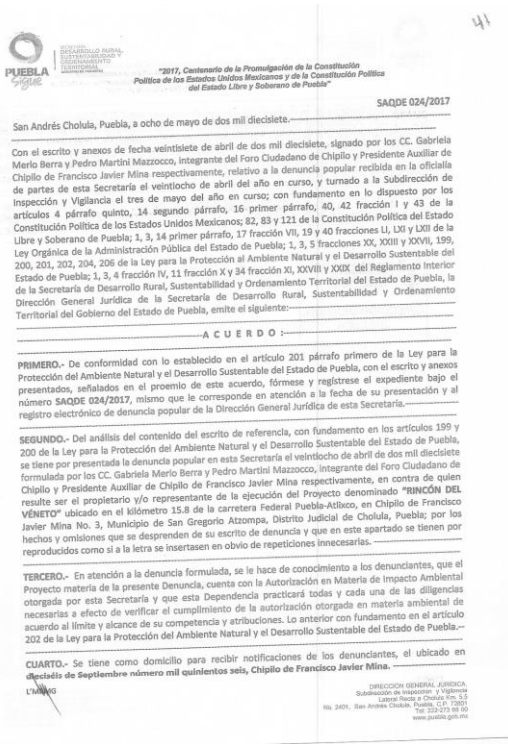 41
PUEBLA
Sigue
SECRETARÍA
DESARROLLO RURAL,
SUSTENTABILIDAD Y
ORDENAMIENTO
TERRITORIAL
"2017, Centenario de la Promulgación de la Constitución
Política de los Estados Unidos Mexicanos y de la Constitución Política
del Estado Libre y Soberano de Puebla"
SAQDE 024/2017
San Andrés Cholula, Puebla, a ocho de mayo de dos mil diecisiete.
Con el escrito y anexos de fecha veintisiete de abril de dos mil diecisiete, signado por los CC. Gabriela
Merlo Berra y Pedro Martini Mazzocco, integrante del Foro Ciudadano de Chipilo y Presidente Auxiliar de
Chipilo de Francisco Javier Mina respectivamente, relativo a la denuncia popular recibida en la oficialía
de partes de esta Secretaría el veintiocho de abril del año en curso, y turnado a la Subdirección de
Inspección y Vigilancia el tres de mayo del año en curso; con fundamento en lo dispuesto por los
artículos 4 párrafo quinto, 14 segundo párrafo, 16 primer párrafo, 40, 42 fracción I y 43 de la
Constitución Política de los Estados Unidos Mexicanos; 82, 83 y 121 de la Constitución Política del Estado
Libre y Soberano de Puebla; 1, 3, 14 primer párrafo, 17 fracción VII, 19 y 40 fracciones LI, LXI y LXII de la
Ley Orgánica de la Administración Pública del Estado de Puebla; 1, 3, 5 fracciones XX, XXIII y XXVII, 199,
200, 201, 202, 204, 206 de la Ley para la Protección al Ambiente Natural y el Desarrollo Sustentable del
Estado de Puebla; 1, 3, 4 fracción IV, 11 fracción X y 34 fracción XI, XXVIII y XXIX del Reglamento Interior
de la Secretaría de Desarrollo Rural, Sustentabilidad y Ordenamiento Territorial del Estado de Puebla, la
Dirección General Jurídica de la Secretaría de Desarrollo Rural, Sustentabilidad y Ordenamiento
Territorial del Gobierno del Estado de Puebla, emite el siguiente:
A C U E R D O :
PRIMERO.- De conformidad con lo establecido en el artículo 201 párrafo primero de la Ley para la
Protección del Ambiente Natural y el Desarrollo Sustentable del Estado de Puebla, con el escrito y anexos
presentados, señalados en el proemio de este acuerdo, fórmese y regístrese el expediente bajo el
número SAQDE 024/2017, mismo que le corresponde en atención a la fecha de su presentación y al
registro electrónico de denuncia popular de la Dirección General Jurídica de esta Secretaría.
SEGUNDO.- Del análisis del contenido del escrito de referencia, con fundamento en los artículos 199 y
200 de la Ley para la Protección del Ambiente Natural y el Desarrollo Sustentable del Estado de Puebla,
se tiene por presentada la denuncia popular en esta Secretaría el veintiocho de abril de dos mil diecisiete
formulada por los CC. Gabriela Merlo Berra y Pedro Martini Mazzocco, integrante del Foro Ciudadano de
Chipilo y Presidente Auxiliar de Chipilo de Francisco Javier Mina respectivamente, en contra de quien
resulte ser el propietario y/o representante de la ejecución del Proyecto denominado "RINCÓN DEL
VÉNETO" ubicado en el kilómetro 15.8 de la carretera Federal Puebla-Atlixco, en Chipilo de Francisco
Javier Mina No. 3, Municipio de San Gregorio Atzompa, Distrito Judicial de Cholula, Puebla; por los
hechos y omisiones que se desprenden de su escrito de denuncia y que en este apartado se tienen por
reproducidos como si a la letra se insertasen en obvio de repeticiones innecesarias.
TERCERO.- En atención a la denuncia formulada, se le hace de conocimiento a los denunciantes, que el
Proyecto materia de la presente Denuncia, cuenta con la Autorización en Materia de Impacto Ambiental
otorgada por esta Secretaría y que esta Dependencia practicará todas y cada una de las diligencias
necesarias a efecto de verificar el cumplimiento de la autorización otorgada en materia ambiental de
acuerdo al límite y alcance de su competencia y atribuciones. Lo anterior con fundamento en el artículo
202 de la Ley para la Protección del Ambiente Natural y el Desarrollo Sustentable del Estado de Puebla.
CUARTO.- Se tiene como domicilio para recibir notificaciones de los denunciantes, el ubicado en
dieciséis de Septiembre número mil quinientos seis, Chipilo de Francisco Javier Mina.
DIRECCIÓN GENERAL JURÍDICA.
Subdirección de Inspección y Vigilancia
Lateral Recta a Cholula Km. 5.5
No. 2401, San Andrés Cholula, Puebla, C.P. 72801
Tel: 222-273 68 00
www.puebla.gob.mx